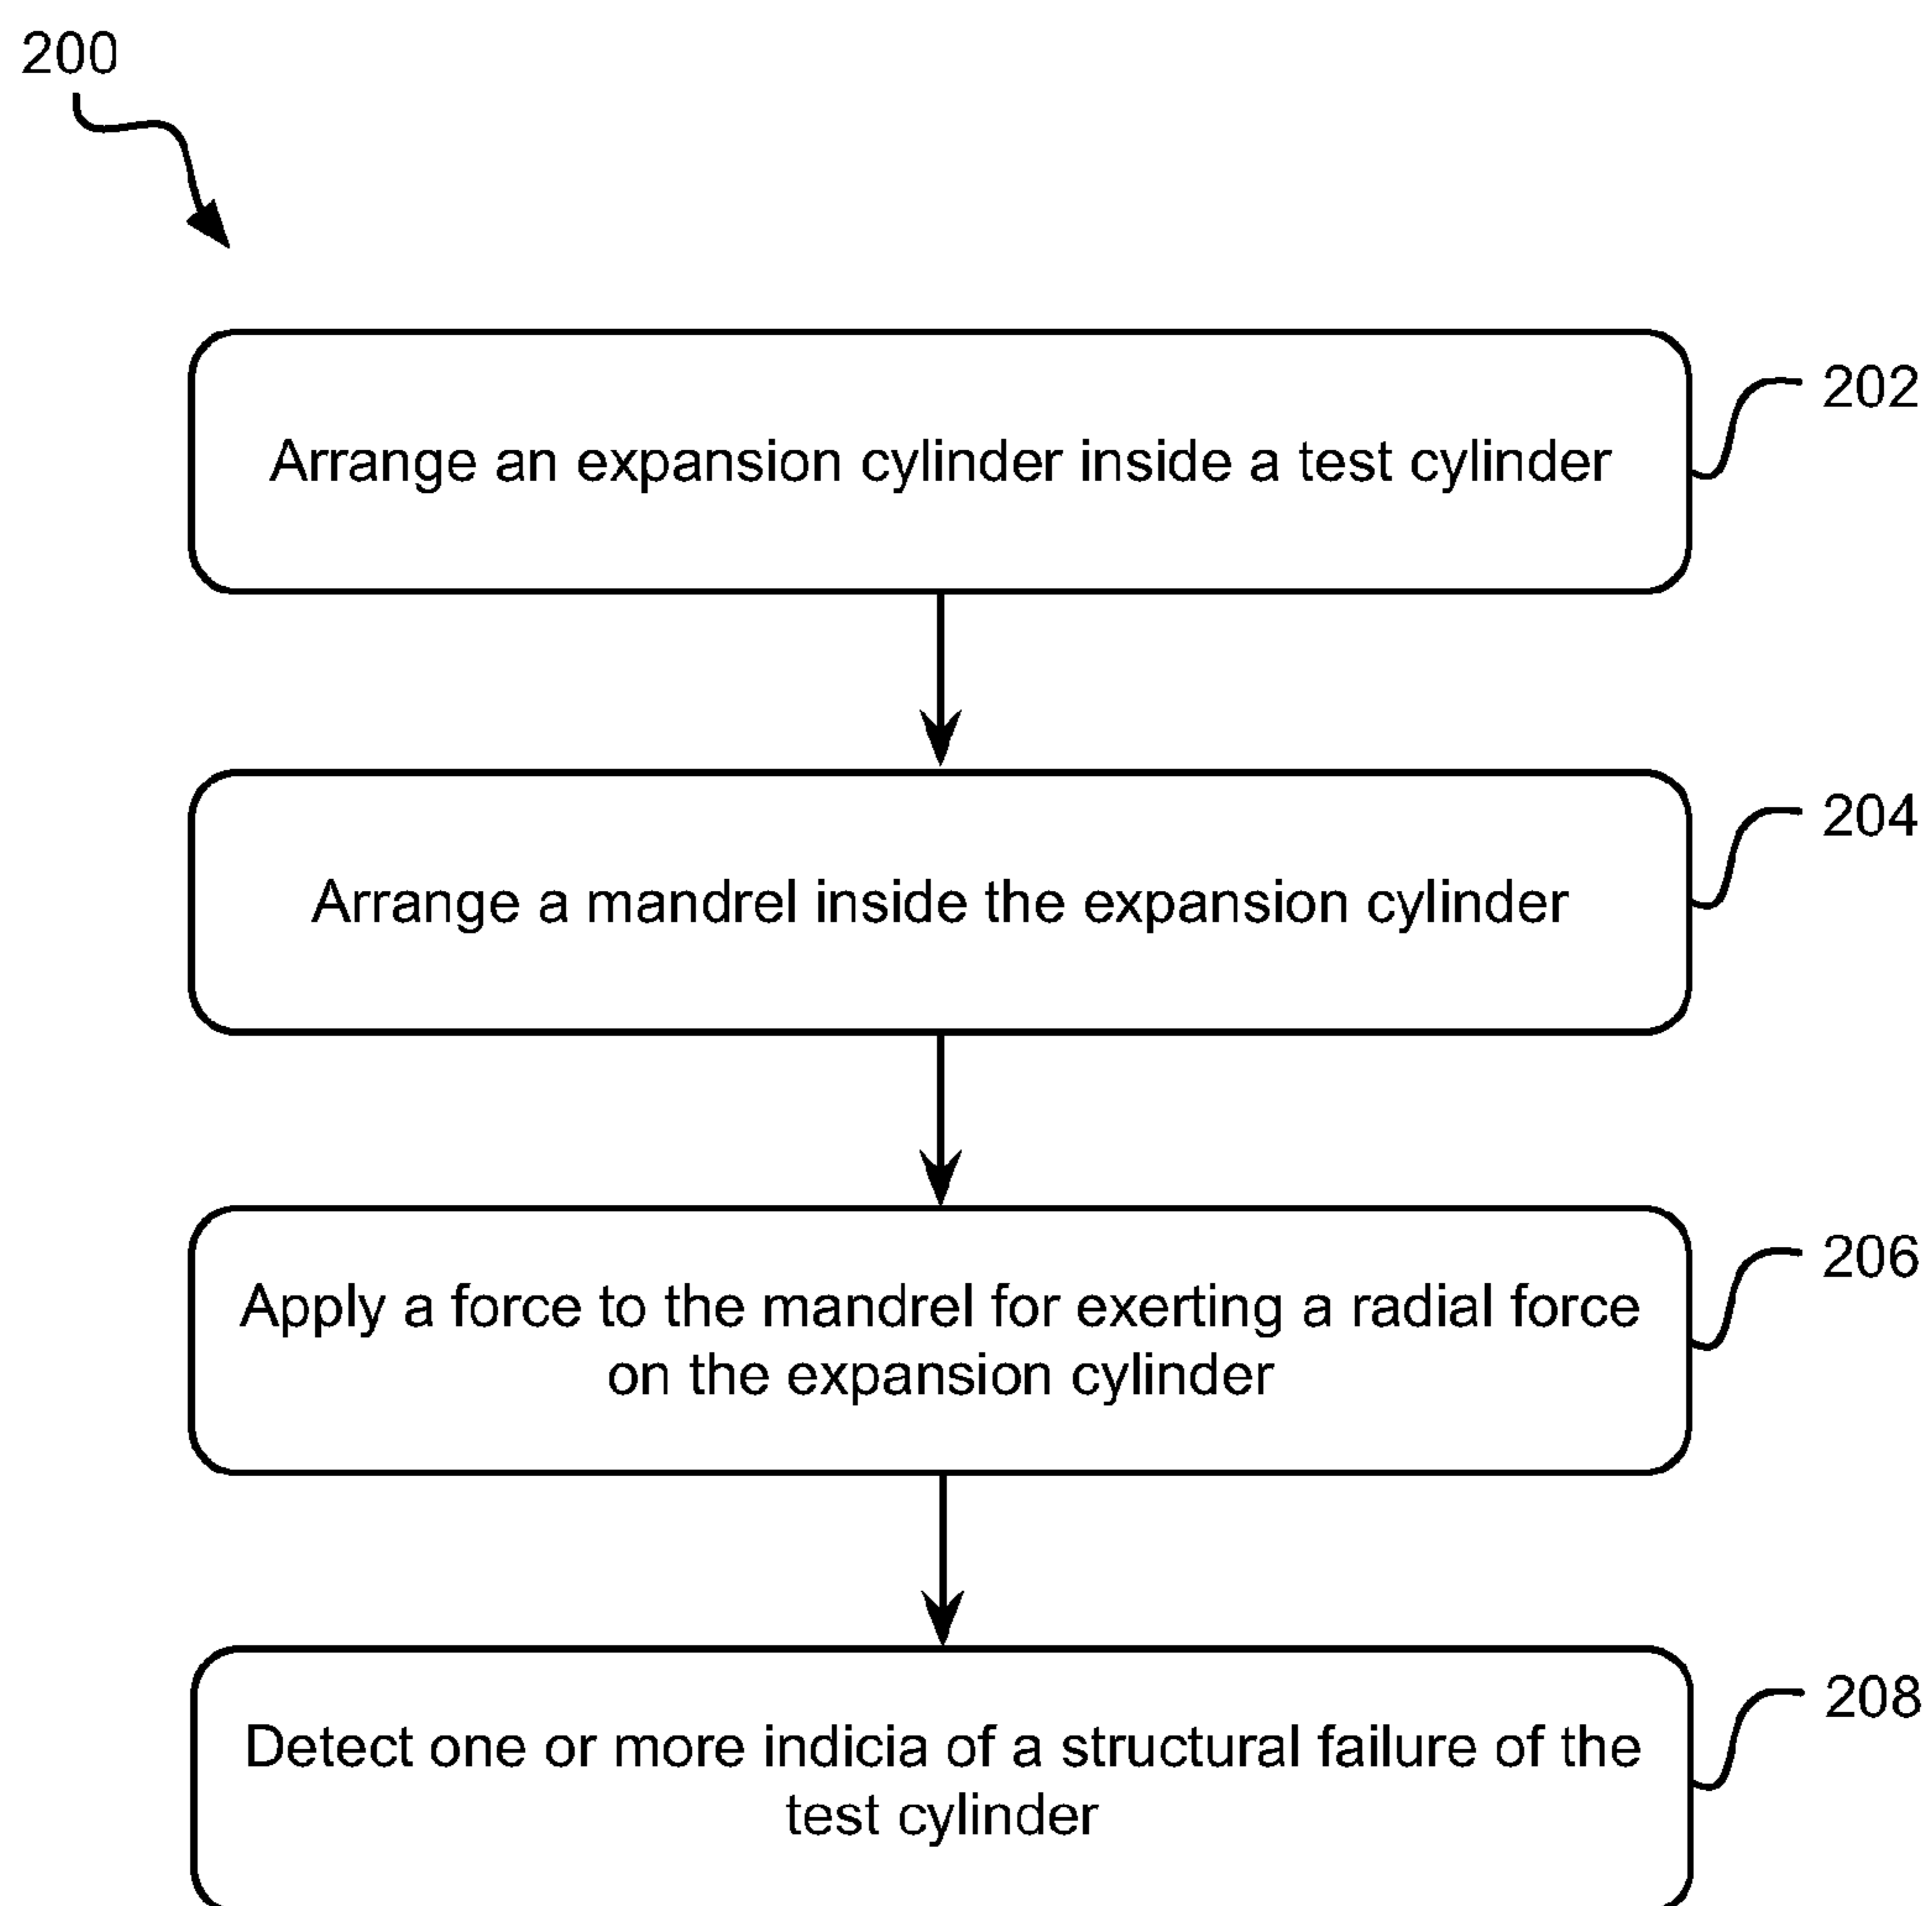 200
Arrange an expansion cylinder inside a test cylinder
202
Arrange a mandrel inside the expansion cylinder
204
Apply a force to the mandrel for exerting a radial force
on the expansion cylinder
206
Detect one or more indicia of a structural failure of the
test cylinder
208